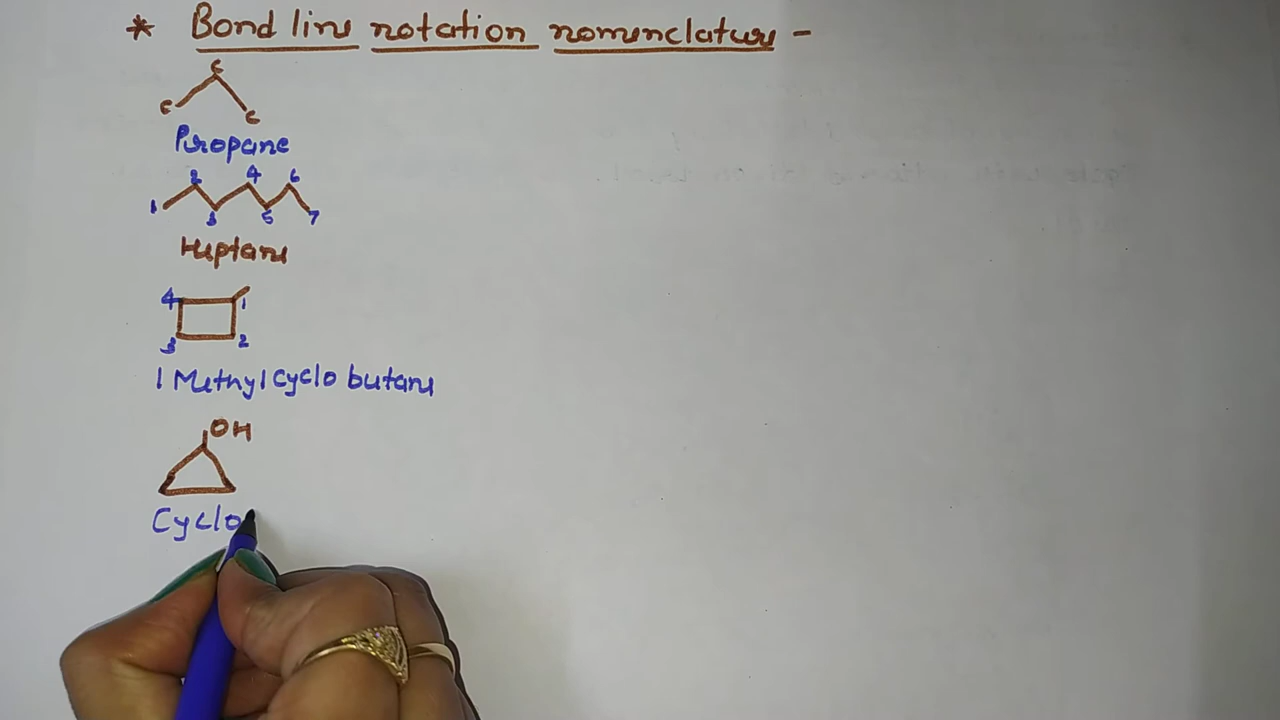 * Bond line notation nomenclature -
C
C C
Propane
2 4 6
1 3 5 7
Heptane
4 1
3 2
1 Methyl cyclo butane
OH
Cyclo